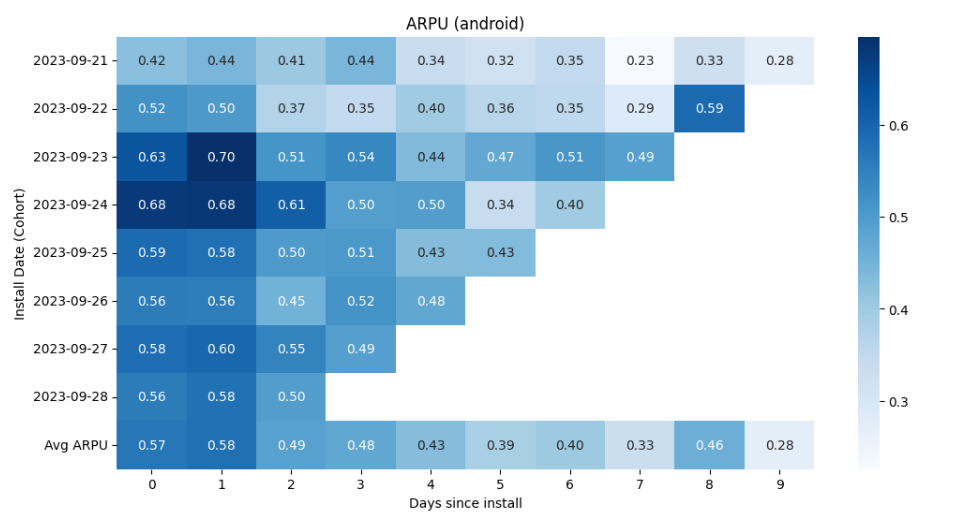 ARPU (android)
Install Date (Cohort)
2023-09-21 0.42 0.44 0.41 0.44 0.34 0.32 0.35 0.23 0.33 0.28
2023-09-22 0.52 0.50 0.37 0.35 0.40 0.36 0.35 0.29 0.59
2023-09-23 0.63 0.70 0.51 0.54 0.44 0.47 0.51 0.49
2023-09-24 0.68 0.68 0.61 0.50 0.50 0.34 0.40
2023-09-25 0.59 0.58 0.50 0.51 0.43 0.43
2023-09-26 0.56 0.56 0.45 0.52 0.48
2023-09-27 0.58 0.60 0.55 0.49
2023-09-28 0.56 0.58 0.50
Avg ARPU 0.57 0.58 0.49 0.48 0.43 0.39 0.40 0.33 0.46 0.28
0 1 2 3 4 5 6 7 8 9
Days since install
0.6
0.5
0.4
0.3